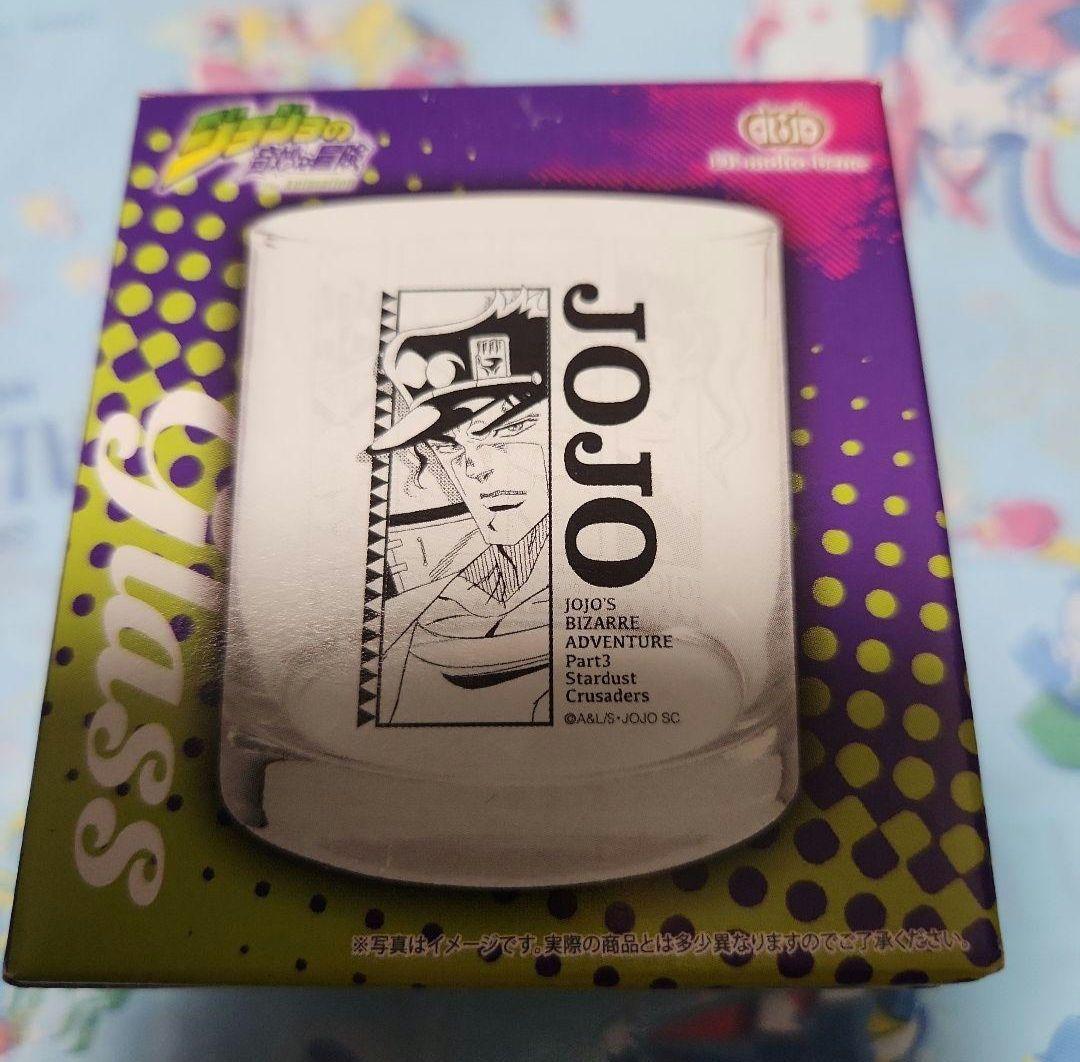 ジョジョの
奇妙な冒険
JOJO
JOJO'S
BIZARRE
ADVENTURE
Part3
Stardust
Crusaders
©A&L/S・JOJO SC
glass
※写真はイメージです。実際の商品とは多少異なりますのでご了承ください。